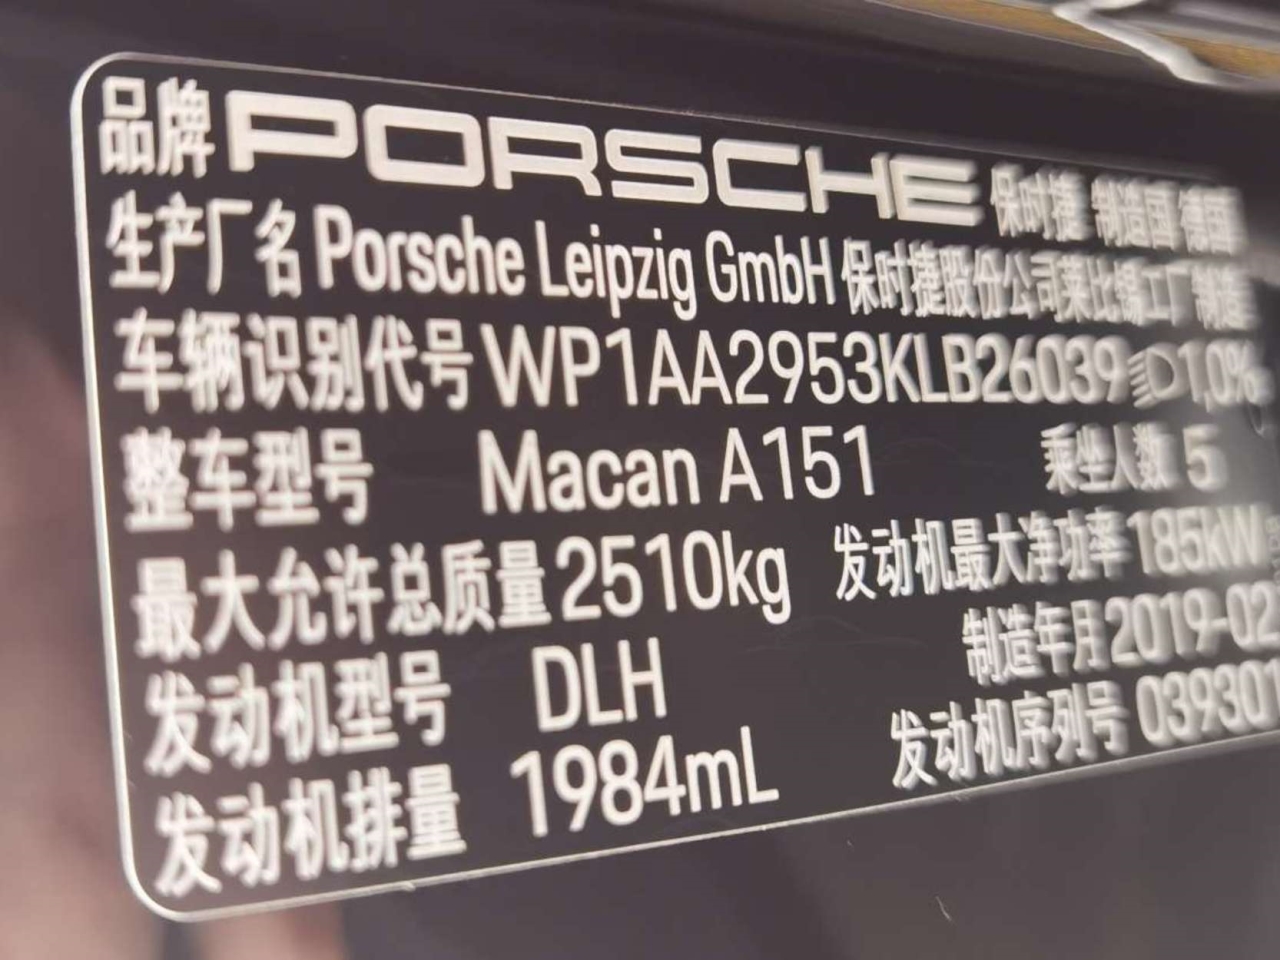 品牌 PORSCHE 保时捷 制造国 德国
生产厂名 Porsche Leipzig GmbH 保时捷股份公司莱比锡工厂制造
车辆识别代号 WP1AA2953KLB26039 1,0%
整车型号 Macan A151 乘坐人数 5
最大允许总质量 2510kg 发动机最大净功率 185kW
发动机型号 DLH 制造年月 2019-02
发动机排量 1984mL 发动机序列号 039301